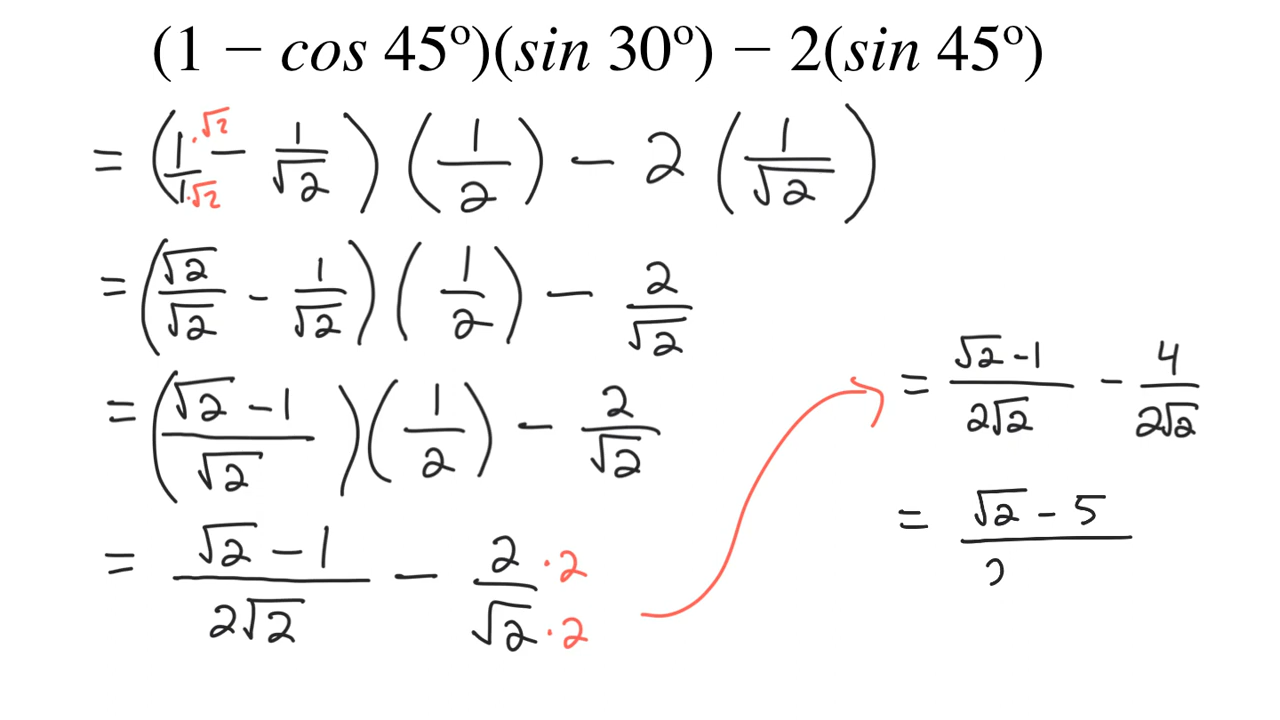 (1 − cos 45º)(sin 30º) − 2(sin 45º)
= (1·√2/1·√2 − 1/√2)(1/2) − 2(1/√2)
= (√2/√2 − 1/√2)(1/2) − 2/√2
= ((√2 − 1)/√2)(1/2) − 2/√2
= (√2 − 1)/2√2 − 2·2/√2·2
= (√2 − 1)/2√2 − 4/2√2
= (√2 − 5)/